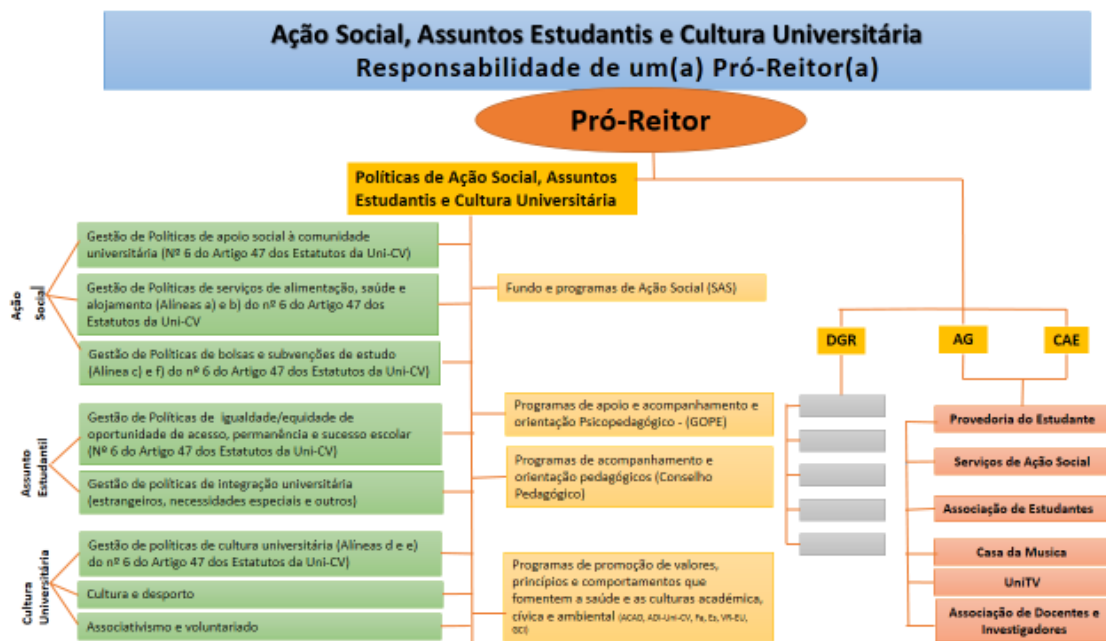 Ação Social, Assuntos Estudantis e Cultura Universitária
Responsabilidade de um(a) Pró-Reitor(a)
Pró-Reitor
Políticas de Ação Social, Assuntos
Estudantis e Cultura Universitária
Ação
Social
Gestão de Políticas de apoio social à comunidade
universitária (Nº 6 do Artigo 47 dos Estatutos da Uni-CV)
Gestão de Políticas de serviços de alimentação, saúde e
alojamento (Alíneas a) e b) do nº 6 do Artigo 47 dos
Estatutos da Uni-CV
Gestão de Políticas de bolsas e subvenções de estudo
(Alínea c) e f) do nº 6 do Artigo 47 dos Estatutos da Uni-CV)
Fundo e programas de Ação Social (SAS)
Assunto
Estudantil
Gestão de Políticas de igualdade/equidade de
oportunidade de acesso, permanência e sucesso escolar
(Nº 6 do Artigo 47 dos Estatutos da Uni-CV)
Gestão de políticas de integração universitária
(estrangeiros, necessidades especiais e outros)
Programas de apoio e acompanhamento e
orientação Psicopedagógico - (GOPE)
Programas de acompanhamento e
orientação pedagógicos (Conselho
Pedagógico)
Cultura
Universitária
Gestão de políticas de cultura universitária (Alíneas d e e)
do nº 6 do Artigo 47 dos Estatutos da Uni-CV)
Cultura e desporto
Associativismo e voluntariado
Programas de promoção de valores,
princípios e comportamentos que
fomentem a saúde e as culturas académica,
cívica e ambiental (ACAD, ADI-Uni-CV, Fa, Es, VR-EU,
GCI)
DGR
AG
CAE
Provedoria do Estudante
Serviços de Ação Social
Associação de Estudantes
Casa da Musica
UniTV
Associação de Docentes e
Investigadores